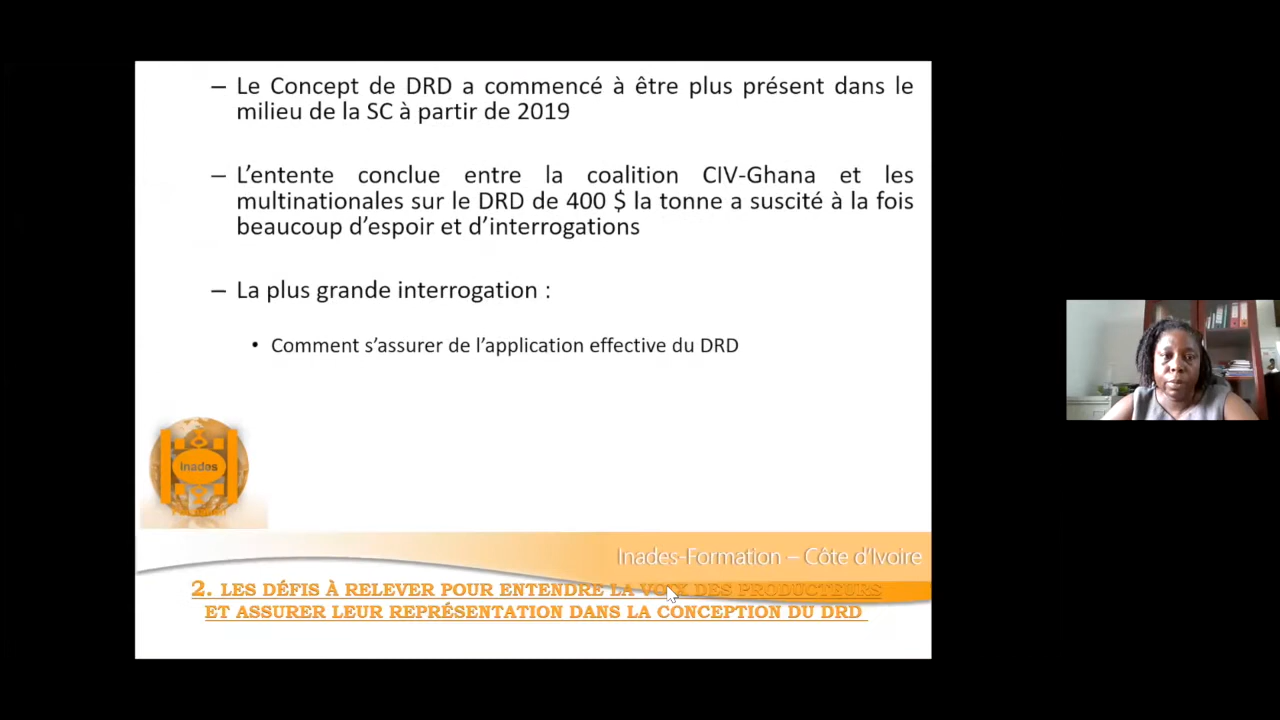 – Le Concept de DRD a commencé à être plus présent dans le
milieu de la SC à partir de 2019
– L’entente conclue entre la coalition CIV-Ghana et les
multinationales sur le DRD de 400 $ la tonne a suscité à la fois
beaucoup d’espoir et d’interrogations
– La plus grande interrogation :
• Comment s’assurer de l’application effective du DRD
Inades
Formation
Inades-Formation – Côte d’Ivoire
2. LES DÉFIS À RELEVER POUR ENTENDRE LA VOIX DES PRODUCTEURS
ET ASSURER LEUR REPRÉSENTATION DANS LA CONCEPTION DU DRD